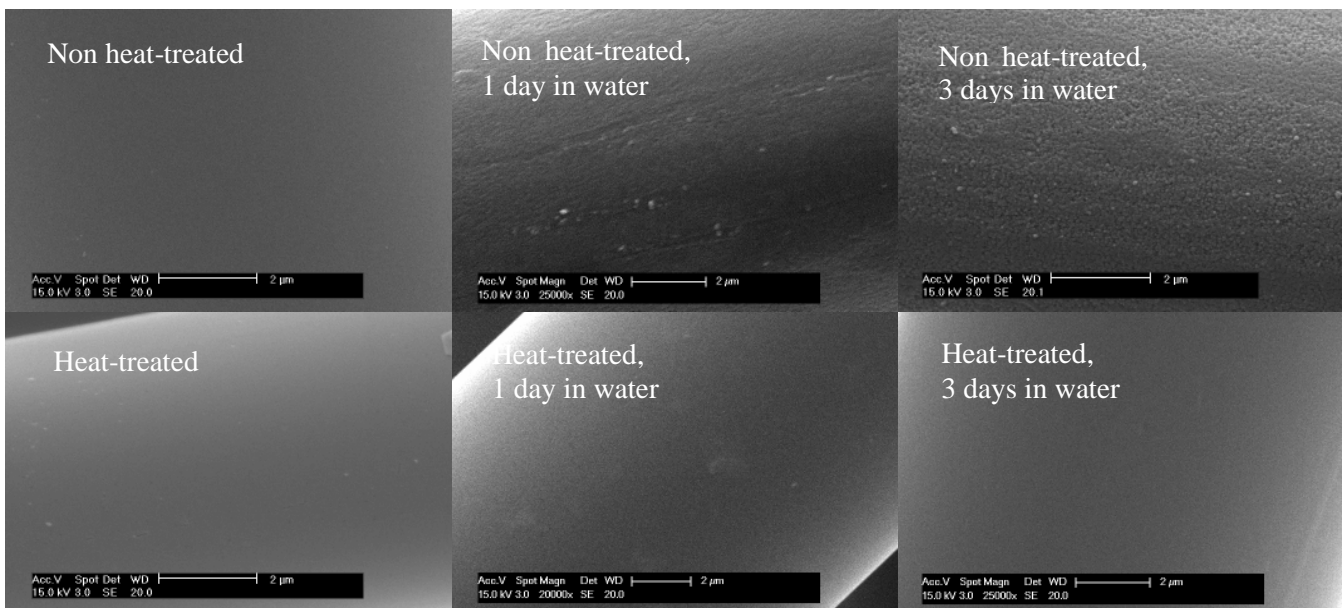 Non heat-treated
Acc.V Spot Det WD 2 µm
15.0 kV 3.0 SE 20.0
Non heat-treated,
1 day in water
Acc.V Spot Magn Det WD 2 µm
15.0 kV 3.0 25000x SE 20.0
Non heat-treated,
3 days in water
Acc.V Spot Det WD 2 µm
15.0 kV 3.0 SE 20.1
Heat-treated
Acc.V Spot Det WD 2 µm
15.0 kV 3.0 SE 20.0
Heat-treated,
1 day in water
Acc.V Spot Magn Det WD 2 µm
15.0 kV 3.0 20000x SE 20.0
Heat-treated,
3 days in water
Acc.V Spot Magn Det WD 2 µm
15.0 kV 3.0 25000x SE 20.0